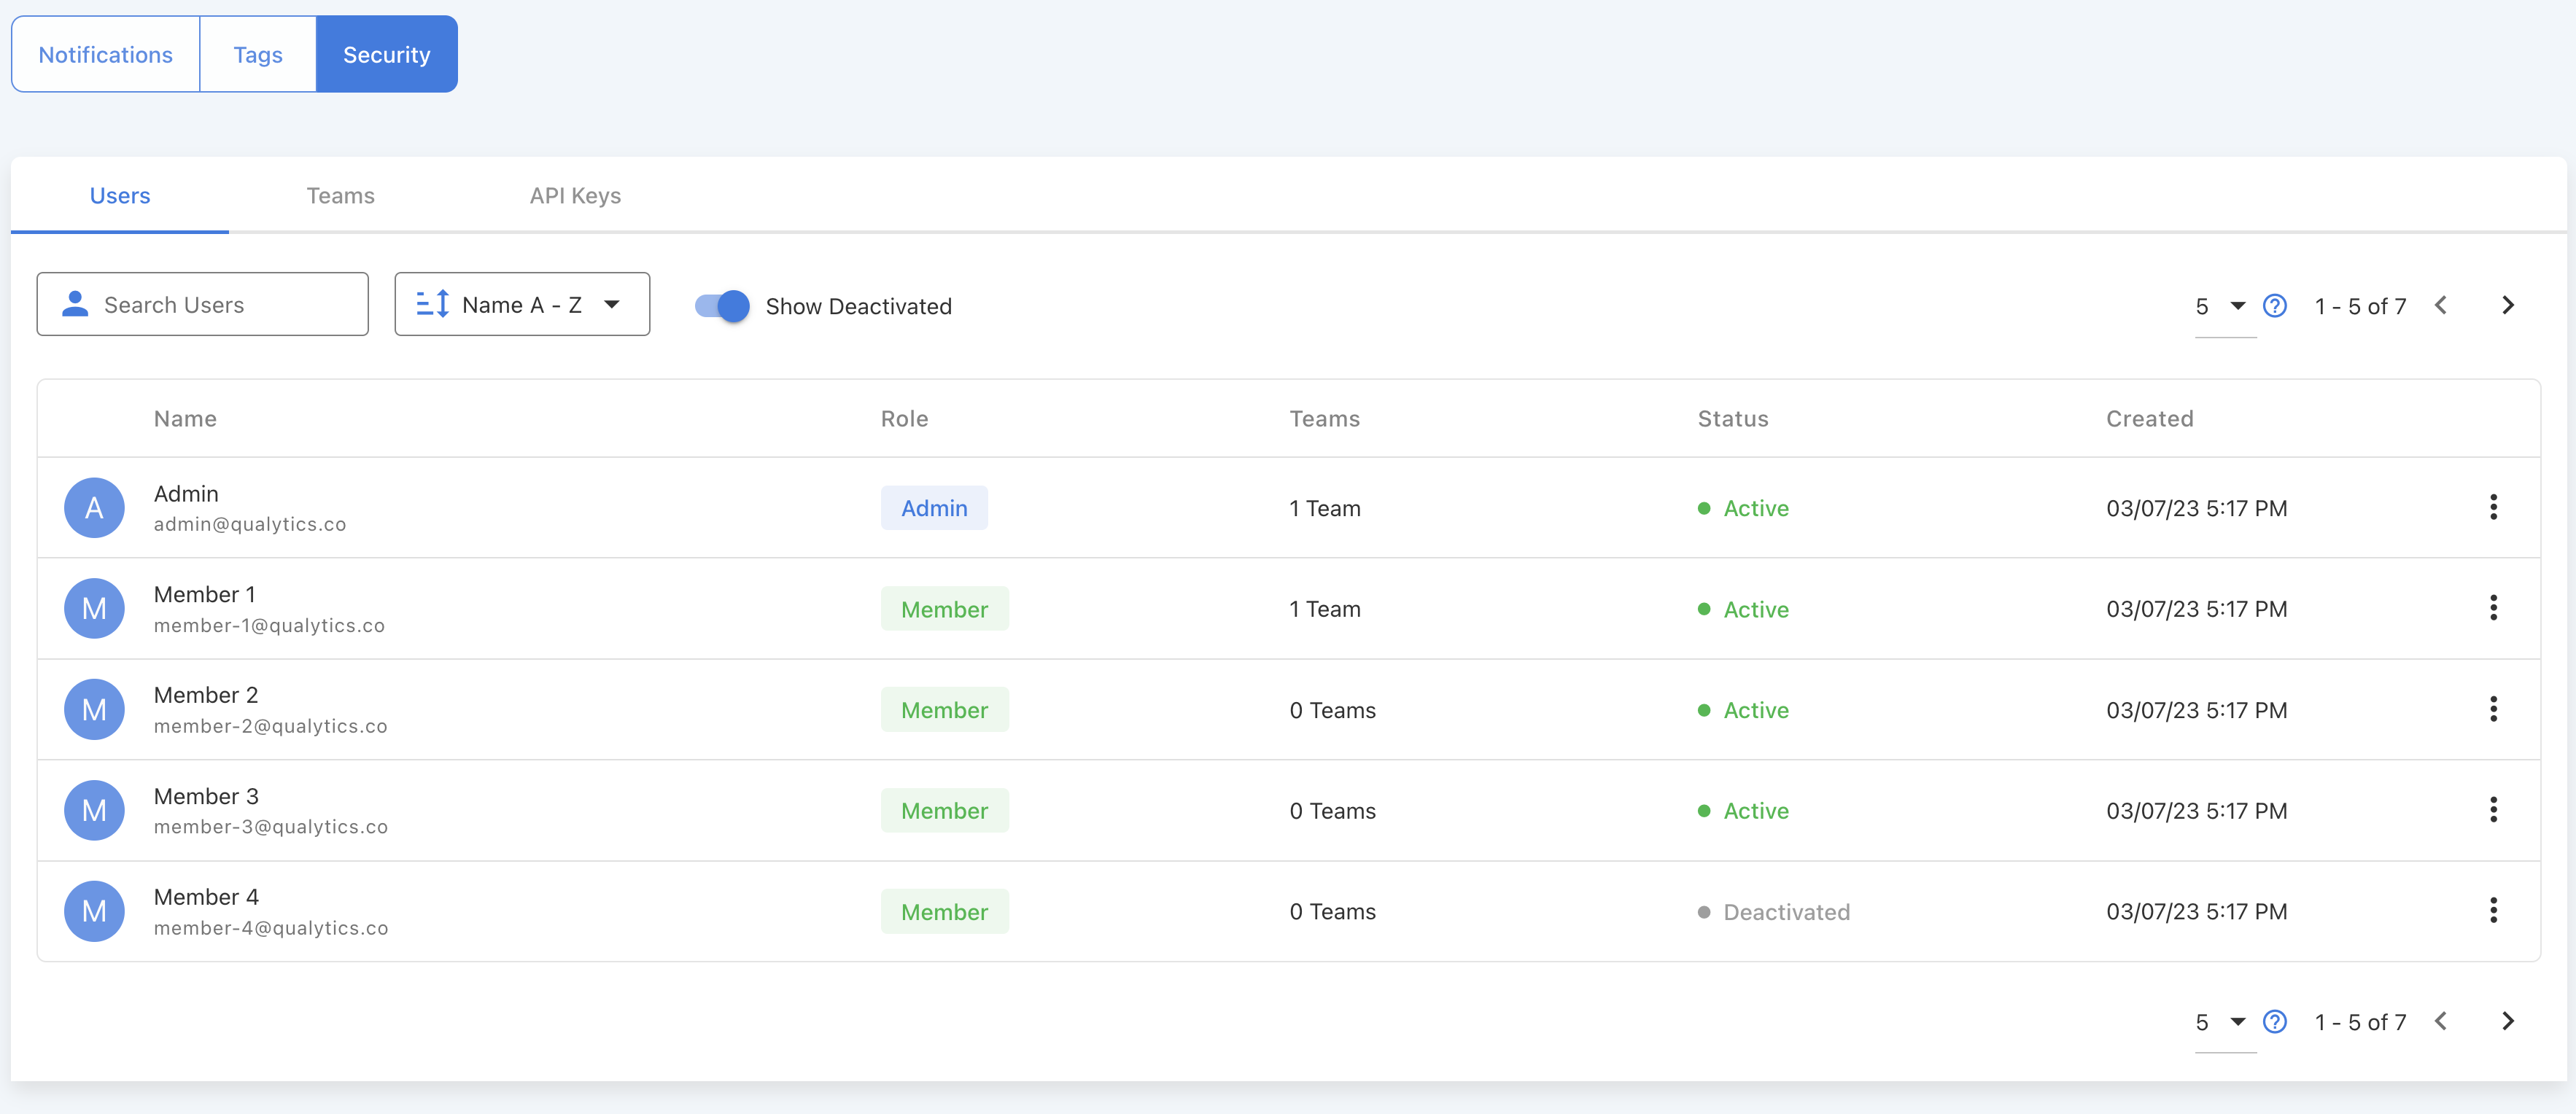 Notifications Tags Security
Users Teams API Keys
Search Users Name A - Z Show Deactivated 5 1 - 5 of 7
Name Role Teams Status Created
A Admin Admin 1 Team Active 03/07/23 5:17 PM
admin@qualytics.co
M Member 1 Member 1 Team Active 03/07/23 5:17 PM
member-1@qualytics.co
M Member 2 Member 0 Teams Active 03/07/23 5:17 PM
member-2@qualytics.co
M Member 3 Member 0 Teams Active 03/07/23 5:17 PM
member-3@qualytics.co
M Member 4 Member 0 Teams Deactivated 03/07/23 5:17 PM
member-4@qualytics.co
5 1 - 5 of 7